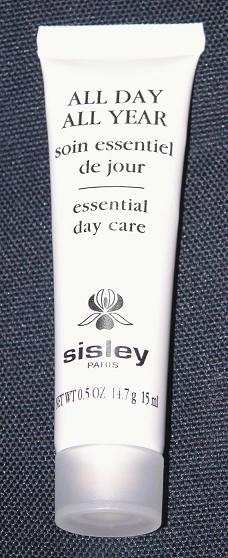 ALL DAY
ALL YEAR
soin essentiel
de jour
essential
day care
sisley
PARIS
NET WT 0.5 OZ 14.7 g 15 ml